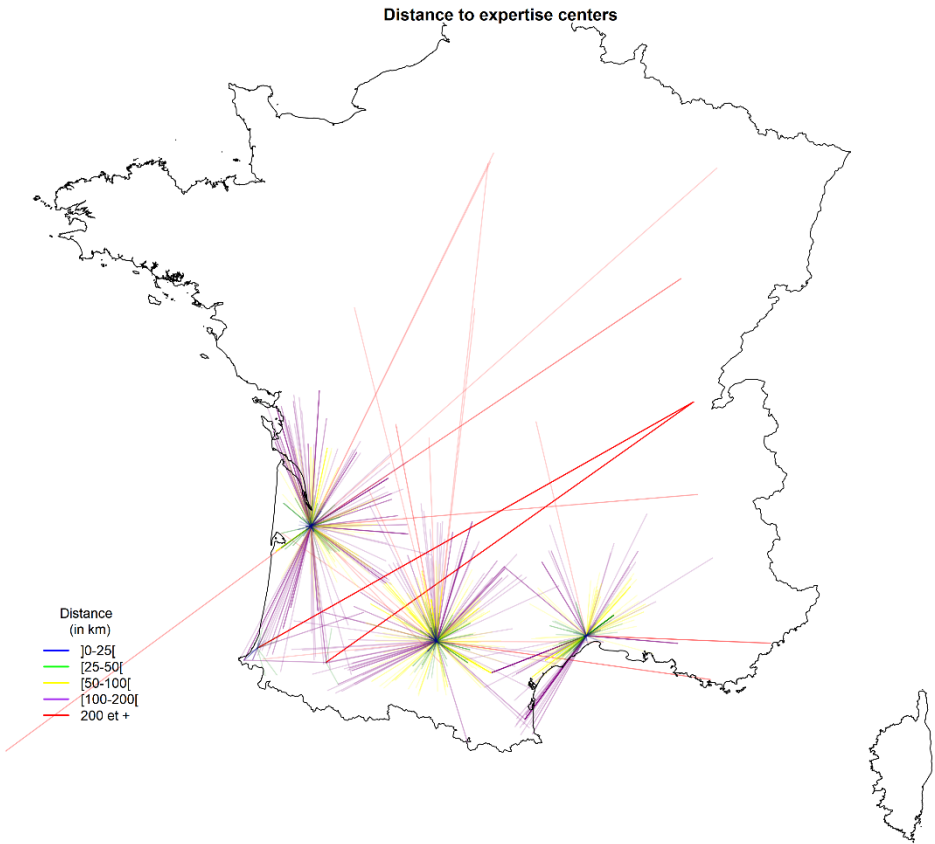 Distance to expertise centers
Distance
(in km)
]0-25[
[25-50[
[50-100[
[100-200[
200 et +